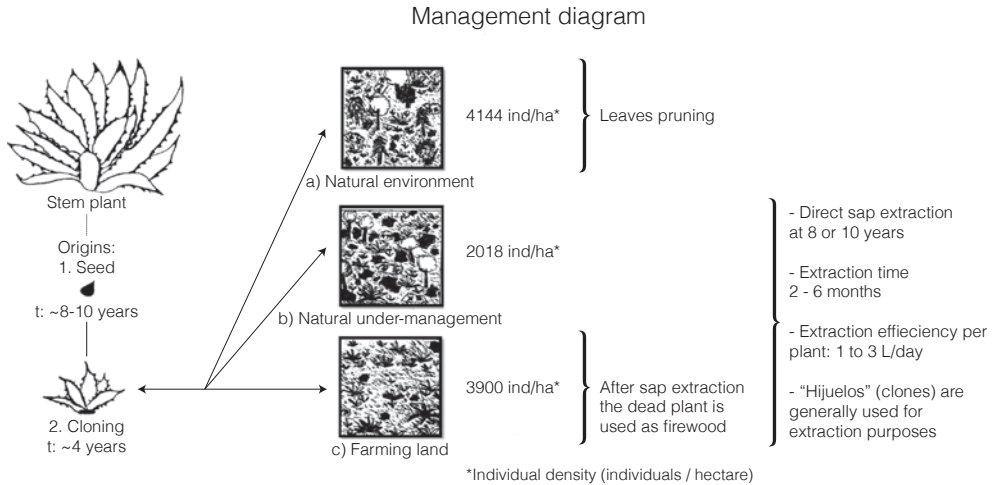 Management diagram
Stem plant
Origins:
1. Seed
t: ~8-10 years
2. Cloning
t: ~4 years
a) Natural environment
4144 ind/ha*
Leaves pruning
b) Natural under-management
2018 ind/ha*
c) Farming land
3900 ind/ha*
After sap extraction
the dead plant is
used as firewood
- Direct sap extraction
at 8 or 10 years
- Extraction time
2 - 6 months
- Extraction effieciency per
plant: 1 to 3 L/day
- “Hijuelos” (clones) are
generally used for
extraction purposes
*Individual density (individuals / hectare)